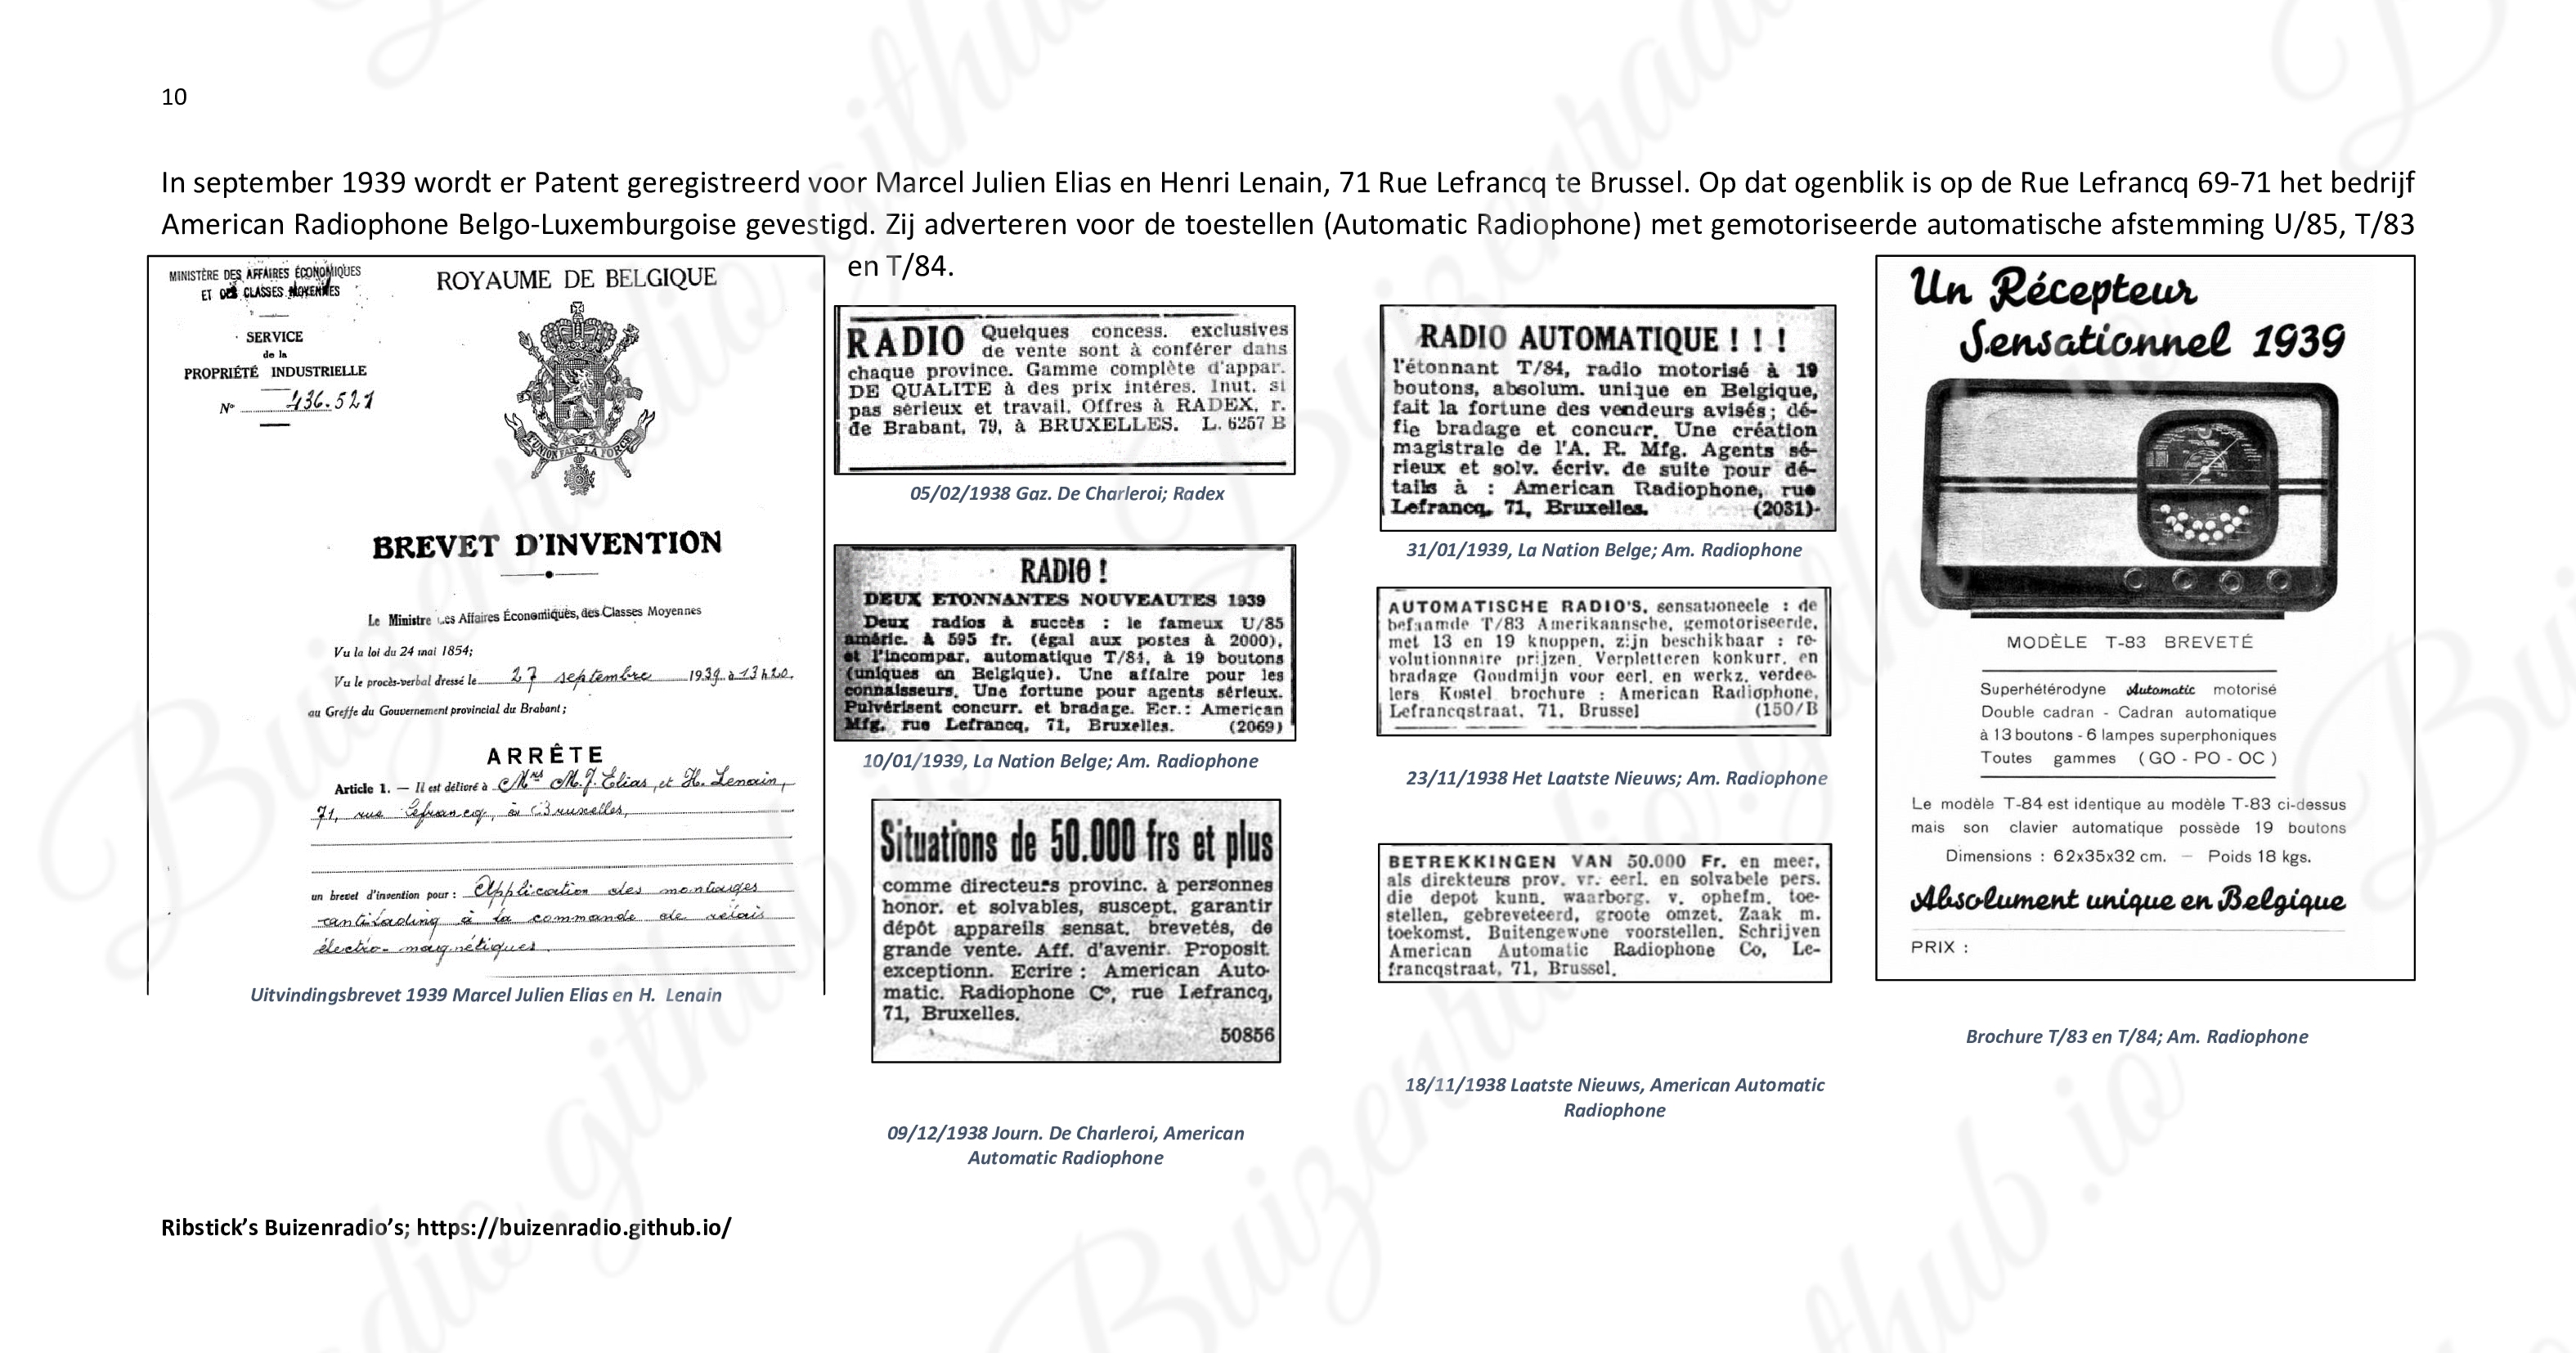 10
In september 1939 wordt er Patent geregistreerd voor Marcel Julien Elias en Henri Lenain, 71 Rue Lefrancq te Brussel. Op dat ogenblik is op de Rue Lefrancq 69-71 het bedrijf
American Radiophone Belgo-Luxemburgoise gevestigd. Zij adverteren voor de toestellen (Automatic Radiophone) met gemotoriseerde automatische afstemming U/85, T/83
en T/84.
MINISTÈRE DES AFFAIRES ÉCONOMIQUES
ET DES CLASSES MOYENNES
SERVICE
de la
PROPRIÉTÉ INDUSTRIELLE
No 436.521
ROYAUME DE BELGIQUE
L'UNION FAIT LA FORCE
BREVET D'INVENTION
Le Ministre des Affaires Économiques, des Classes Moyennes
Vu la loi du 24 mai 1854;
Vu le procès-verbal dressé le 27 septembre 1939 à 13 h 20.
au Greffe du Gouvernement provincial du Brabant;
ARRÊTE
Article 1. — Il est délivré à Mrs M.J. Elias, et H. Lenain,
71, rue Lefrancq, à Bruxelles,
un brevet d'invention pour : Application des montages
antifading à la commande de relais
électro-magnétiques.
Uitvindingsbrevet 1939 Marcel Julien Elias en H. Lenain
RADIO Quelques concess. exclusives
de vente sont à conférer dans
chaque province. Gamme complète d'appar.
DE QUALITE à des prix intéres. Inut. si
pas sérieux et travail. Offres à RADEX, r.
de Brabant, 79, à BRUXELLES. L. 6257 B
05/02/1938 Gaz. De Charleroi; Radex
RADIO !
DEUX ETONNANTES NOUVEAUTES 1939
Deux radios à succès : le fameux U/85
améric. à 595 fr. (égal aux postes à 2000),
et l'incompar. automatique T/84, à 19 boutons
(uniques en Belgique). Une affaire pour les
connaisseurs. Une fortune pour agents sérieux.
Pulvérisent concurr. et bradage. Ecr.: American
Mfg, rue Lefrancq, 71, Bruxelles. (2069)
10/01/1939, La Nation Belge; Am. Radiophone
Situations de 50.000 frs et plus
comme directeurs provinc. à personnes
honor. et solvables, suscept. garantir
dépôt appareils sensat. brevetés, de
grande vente. Aff. d'avenir. Proposit.
exceptionn. Ecrire : American Auto-
matic. Radiophone Co, rue Lefrancq,
71, Bruxelles.
50856
09/12/1938 Journ. De Charleroi, American
Automatic Radiophone
RADIO AUTOMATIQUE ! ! !
l'étonnant T/84, radio motorisé à 19
boutons, absolum. unique en Belgique,
fait la fortune des vendeurs avisés; dé-
fie bradage et concurr. Une création
magistrale de l'A. R. Mfg. Agents sé-
rieux et solv. écriv. de suite pour dé-
tails à : American Radiophone, rue
Lefrancq, 71, Bruxelles. (2031)
31/01/1939, La Nation Belge; Am. Radiophone
AUTOMATISCHE RADIO'S, sensationeele : de
befaamde T/83 Amerikaansche, gemotoriseerde,
met 13 en 19 knoppen, zijn beschikbaar : re-
volutionnaire prijzen. Verpletteren konkurr. en
bradage Goudmijn voor eerl. en werkz. verdee-
lers Kostel. brochure : American Radiophone,
Lefrancqstraat, 71, Brussel (150/B
23/11/1938 Het Laatste Nieuws; Am. Radiophone
BETREKKINGEN VAN 50.000 Fr. en meer,
als direkteurs prov. vr. eerl. en solvabele pers.
die depot kunn. waarborg. v. ophefm. toe-
stellen, gebreveteerd, groote omzet. Zaak m.
toekomst. Buitengewone voorstellen. Schrijven
American Automatic Radiophone Co, Le-
francqstraat, 71, Brussel.
18/11/1938 Laatste Nieuws, American Automatic
Radiophone
Un Récepteur
Sensationnel 1939
MODÈLE T-83 BREVETÉ
Superhétérodyne Automatic motorisé
Double cadran - Cadran automatique
à 13 boutons - 6 lampes superphoniques
Toutes gammes (GO - PO - OC)
Le modèle T-84 est identique au modèle T-83 ci-dessus
mais son clavier automatique possède 19 boutons
Dimensions : 62x35x32 cm. — Poids 18 kgs.
Absolument unique en Belgique
PRIX :
Brochure T/83 en T/84; Am. Radiophone
Ribstick's Buizenradio's; https://buizenradio.github.io/
Buizenradio.github.io